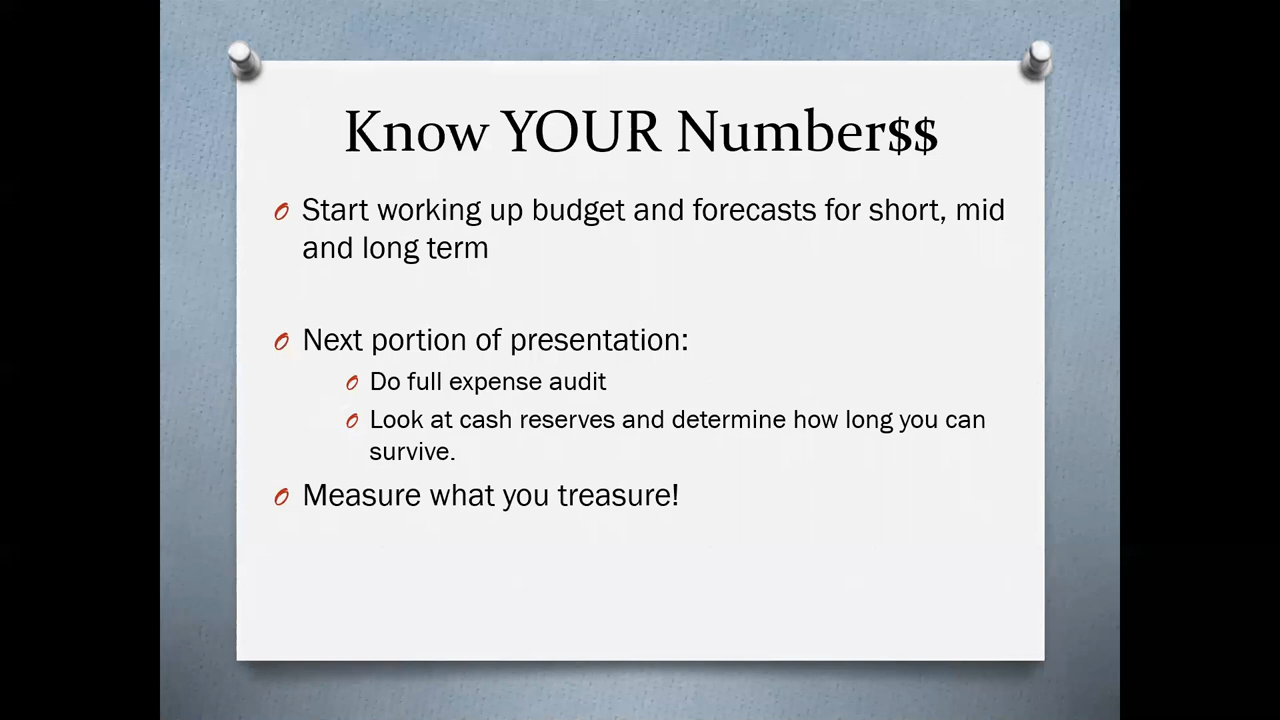 Know YOUR Number$$
Start working up budget and forecasts for short, mid
and long term
Next portion of presentation:
Do full expense audit
Look at cash reserves and determine how long you can
survive.
Measure what you treasure!